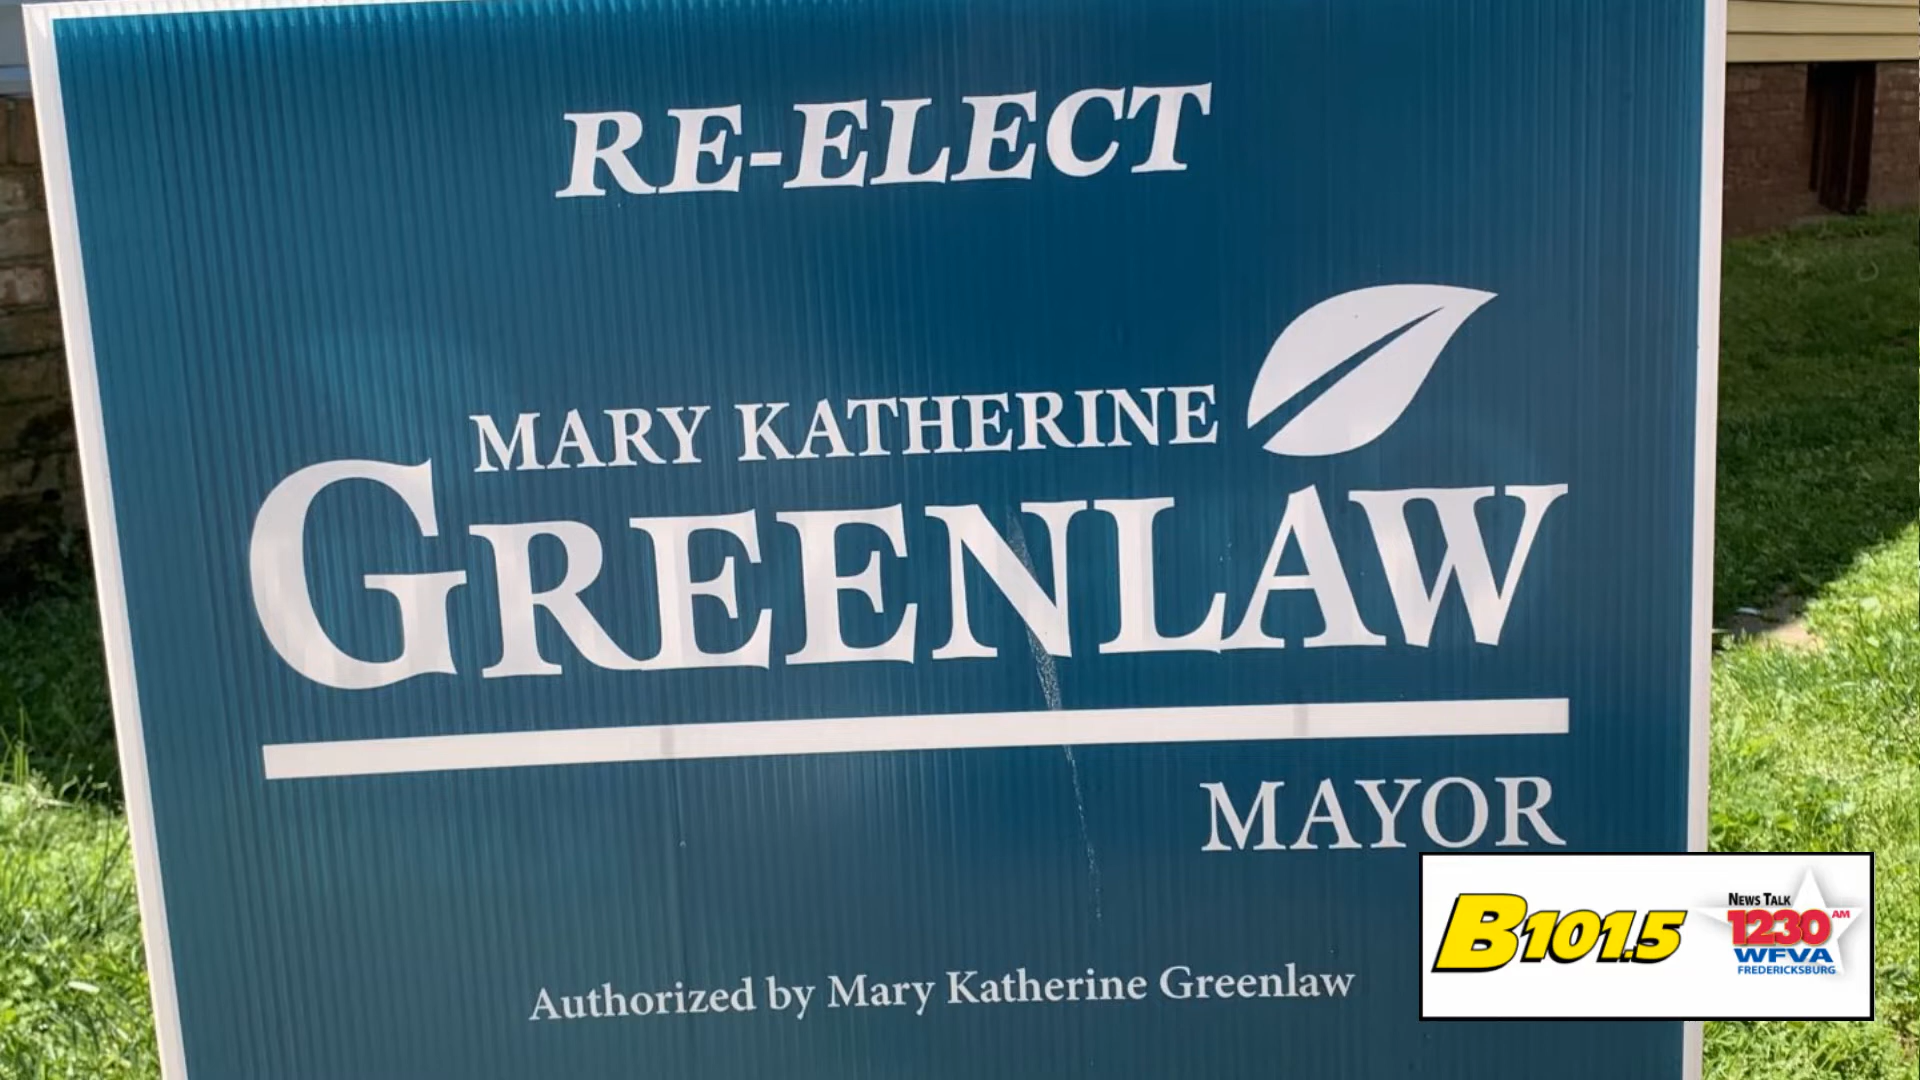 RE-ELECT
MARY KATHERINE
GREENLAW
MAYOR
Authorized by Mary Katherine Greenlaw
B101.5
NEWS TALK
1230 AM
WFVA
FREDERICKSBURG